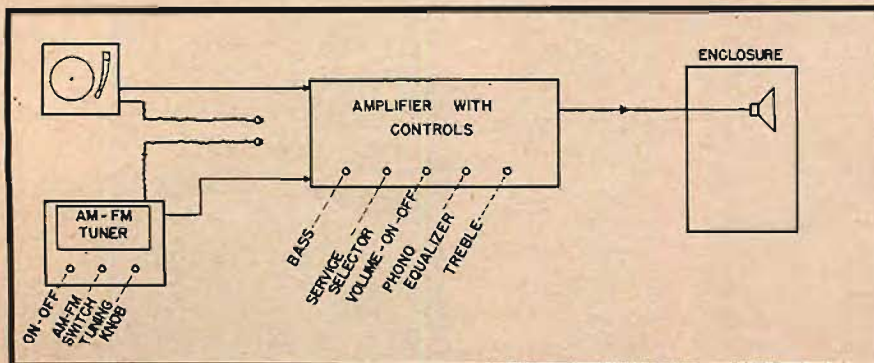 ENCLOSURE
AMPLIFIER WITH
CONTROLS
AM-FM
TUNER
ON-OFF
AM-FM
SWITCH
TUNING
KNOB
BASS
SERVICE
SELECTOR
VOLUME-ON-OFF
PHONO
EQUALIZER
TREBLE